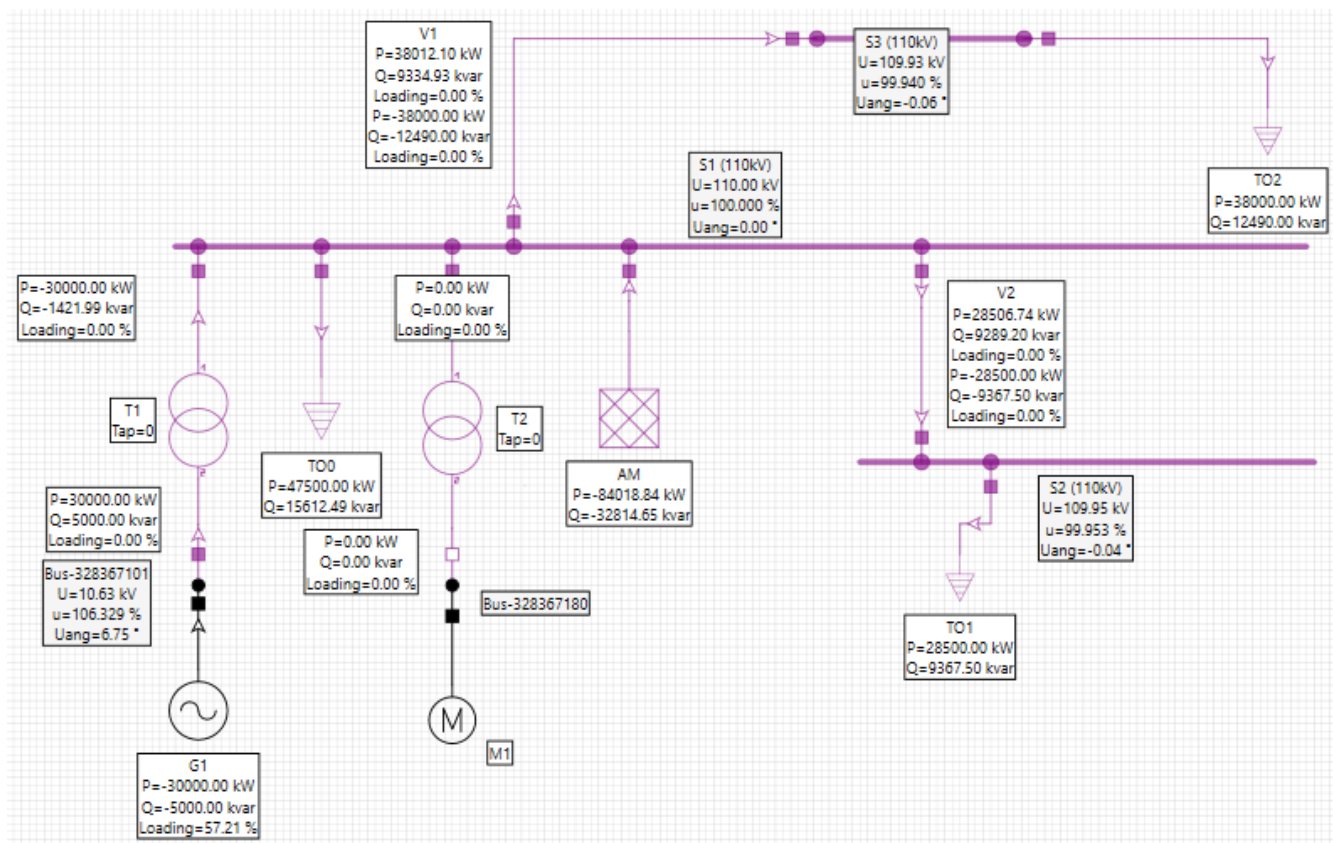 V1
P=38012.10 kW
Q=9334.93 kvar
Loading=0.00 %
P=-38000.00 kW
Q=-12490.00 kvar
Loading=0.00 %
S3 (110kV)
U=109.93 kV
u=99.940 %
Uang=-0.06 °
S1 (110kV)
U=110.00 kV
u=100.000 %
Uang=0.00 °
TO2
P=38000.00 kW
Q=12490.00 kvar
P=-30000.00 kW
Q=-1421.99 kvar
Loading=0.00 %
P=0.00 kW
Q=0.00 kvar
Loading=0.00 %
V2
P=28506.74 kW
Q=9289.20 kvar
Loading=0.00 %
P=-28500.00 kW
Q=-9367.50 kvar
Loading=0.00 %
1
1
T1
Tap=0
T2
Tap=0
2
2
TO0
P=47500.00 kW
Q=15612.49 kvar
AM
P=-84018.84 kW
Q=-32814.65 kvar
P=30000.00 kW
Q=5000.00 kvar
Loading=0.00 %
S2 (110kV)
U=109.95 kV
u=99.953 %
Uang=-0.04 °
P=0.00 kW
Q=0.00 kvar
Loading=0.00 %
Bus-328367101
U=10.63 kV
u=106.329 %
Uang=6.75 °
Bus-328367180
TO1
P=28500.00 kW
Q=9367.50 kvar
M
M1
G1
P=-30000.00 kW
Q=-5000.00 kvar
Loading=57.21 %